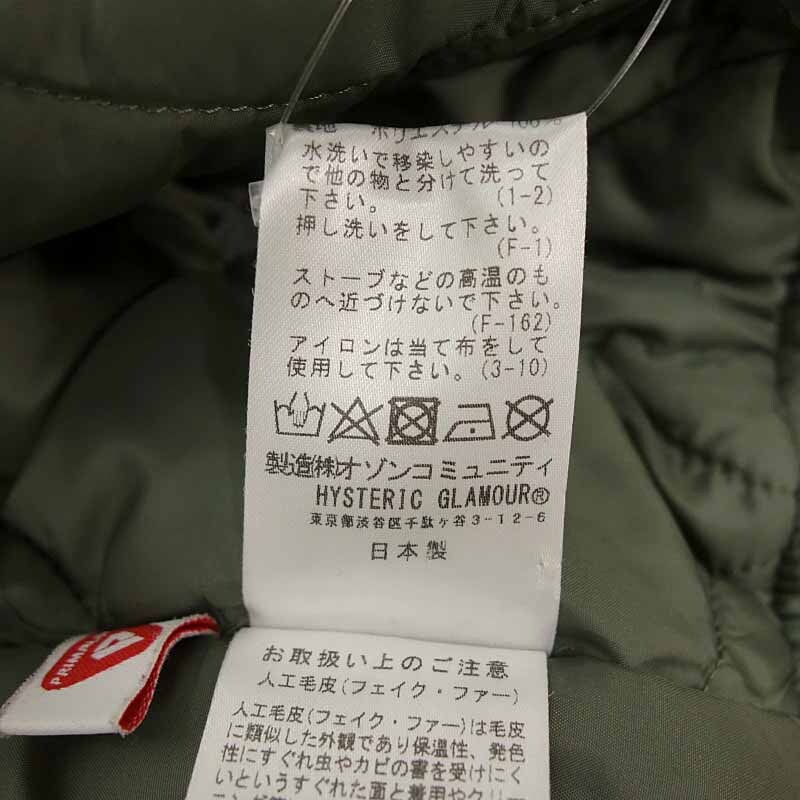 裏地 ポリエステル 100%
水洗いで移染しやすいの
で他の物と分けて洗って
下さい。 (1-2)
押し洗いをして下さい。
(F-1)
ストーブなどの高温のも
のへ近づけないで下さい。
(F-162)
アイロンは当て布をして
使用して下さい。(3-10)
製造(株)オゾンコミュニティ
HYSTERIC GLAMOUR®
東京都渋谷区千駄ヶ谷3-12-6
日本製
お取扱い上のご注意
人工毛皮(フェイク・ファー)
人工毛皮(フェイク・ファー)は毛皮
に類似した外観であり保温性、発色
性にすぐれ虫やカビの害を受けにく
いというすぐれた面と着用やクリー